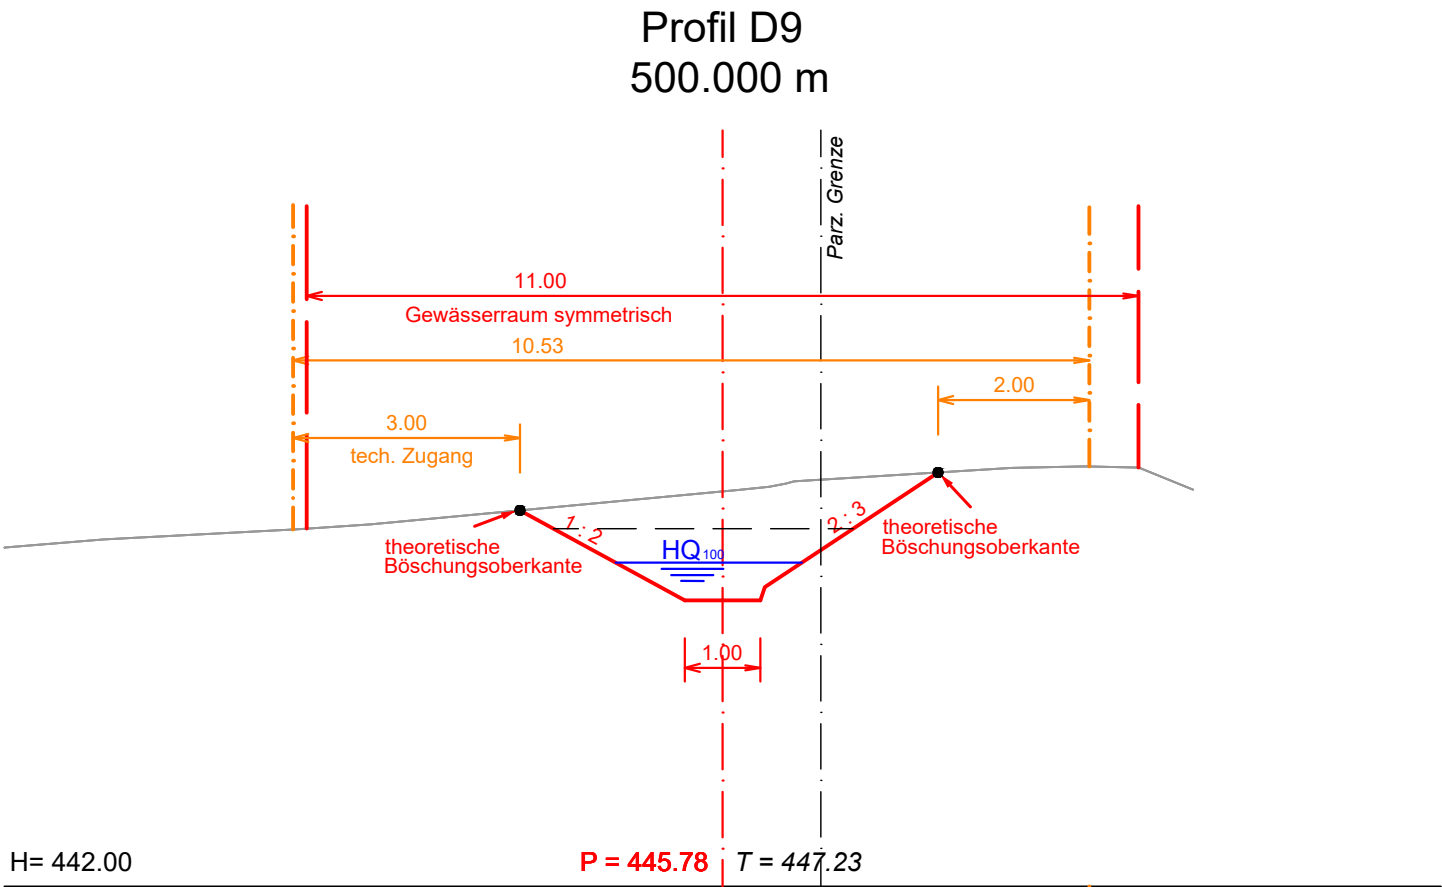 Profil D9
500.000 m
Parz. Grenze
11.00
Gewässerraum symmetrisch
10.53
2.00
3.00
tech. Zugang
1 : 2
2 : 3
theoretische
Böschungsoberkante
HQ100
theoretische
Böschungsoberkante
1.00
H= 442.00
P = 445.78
T = 447.23